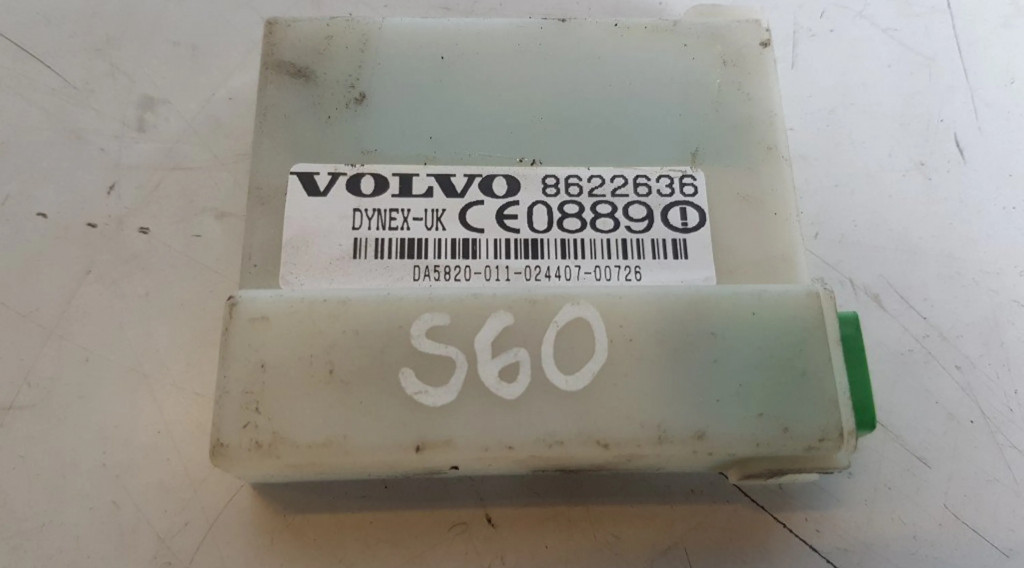 VOLVO 8622636
DYNEX-UK CE0889
DA5820-011-024407-00726
S60